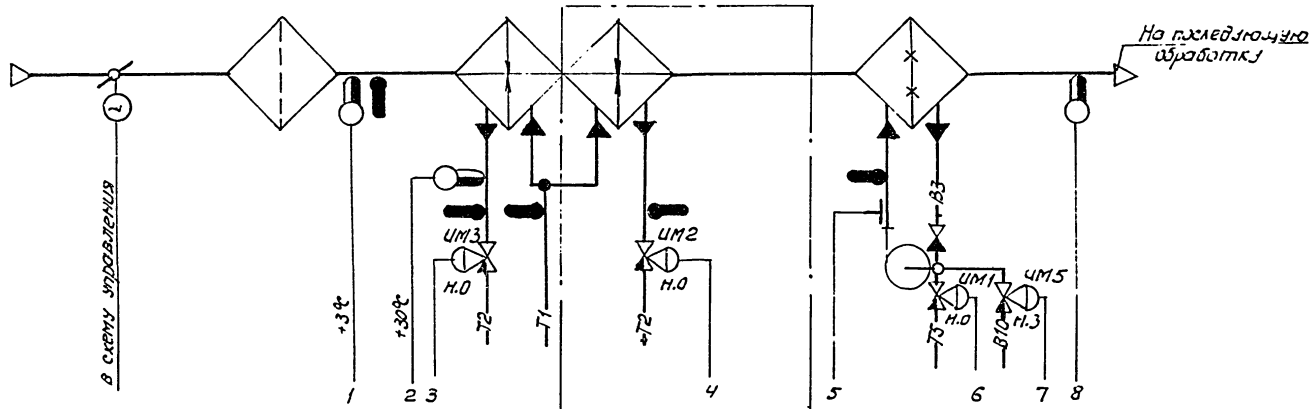 На последующую
обработку
в схему управления
+3°С
+30°С
ИМ3
Н.О
Т2
Т1
ИМ2
Н.О
Т2
В3
ИМ1
Н.О
Т3
ИМ5
Н.З
В10
1
2
3
4
5
6
7
8